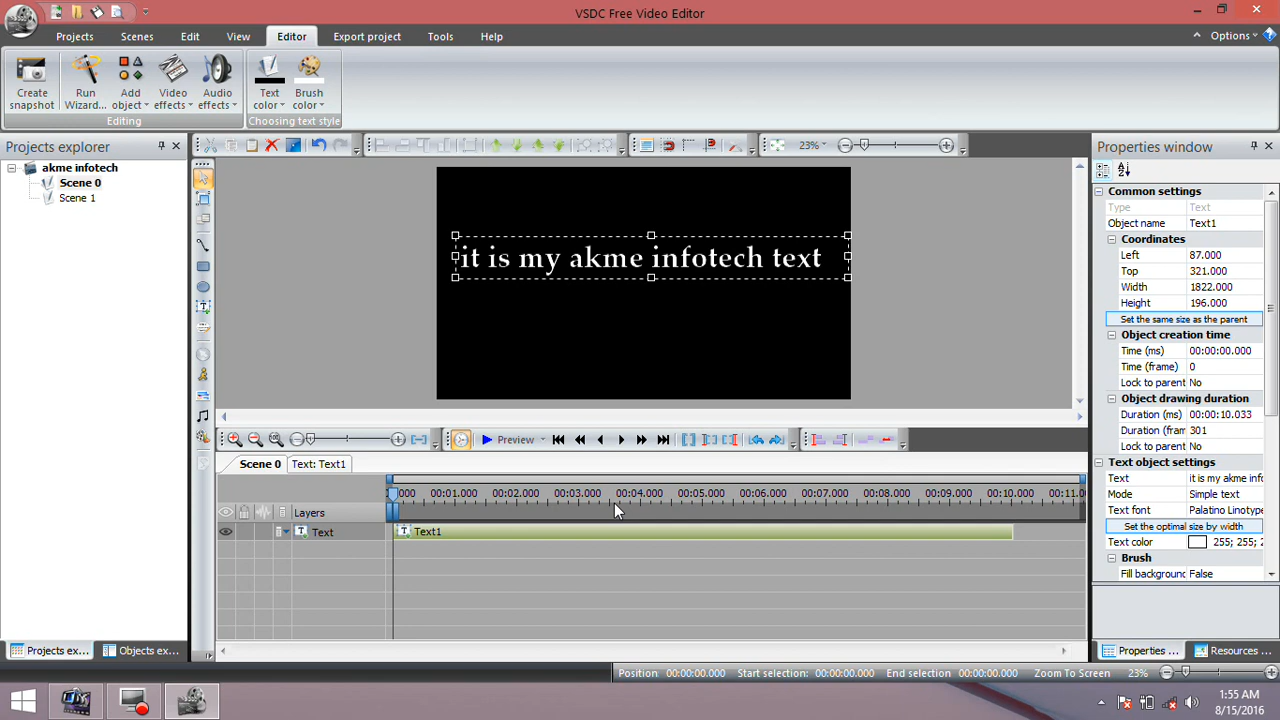 VSDC Free Video Editor
Projects Scenes Edit View Editor Export project Tools Help Options
Create snapshot
Run Wizard...
Add object
Video effects
Audio effects
Text color
Brush color
Editing
Choosing text style
Projects explorer
akme infotech
Scene 0
Scene 1
23%
it is my akme infotech text
Properties window
Common settings
Type Text
Object name Text1
Coordinates
Left 87.000
Top 321.000
Width 1822.000
Height 196.000
Set the same size as the parent
Object creation time
Time (ms) 00:00:00.000
Time (frame) 0
Lock to parent No
Object drawing duration
Duration (ms) 00:00:10.033
Duration (fram 301
Lock to parent No
Text object settings
Text it is my akme infot
Mode Simple text
Text font Palatino Linotype
Set the optimal size by width
Text color 255; 255; 2
Brush
Fill background False
Preview
Scene 0 Text: Text1
:000 00:01.000 00:02.000 00:03.000 00:04.000 00:05.000 00:06.000 00:07.000 00:08.000 00:09.000 00:10.000 00:11.0
Layers
Text Text1
Projects ex... Objects ex...
Properties ... Resources ...
Position 00:00:00.000 Start selection: 00:00:00.000 End selection: 00:00:00.000 Zoom To Screen 23%
1:55 AM
8/15/2016